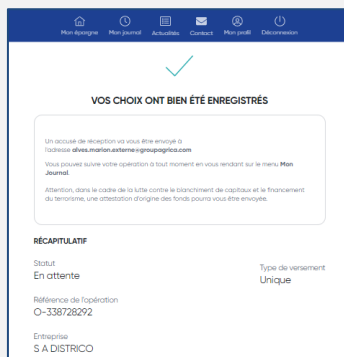 Mon épargne Mon journal Actualités Contact Mon profil Déconnexion
VOS CHOIX ONT BIEN ÉTÉ ENREGISTRÉS
Un accusé de réception va vous être envoyé à
l'adresse alves.marion.externe@groupagrica.com
Vous pouvez suivre votre opération à tout moment en vous rendant sur le menu Mon
Journal.
Attention, dans le cadre de la lutte contre le blanchiment de capitaux et le financement
du terrorisme, une attestation d'origine des fonds pourra vous être envoyée.
RÉCAPITULATIF
Statut
En attente
Type de versement
Unique
Référence de l'opération
O-338728292
Entreprise
S A DISTRICO